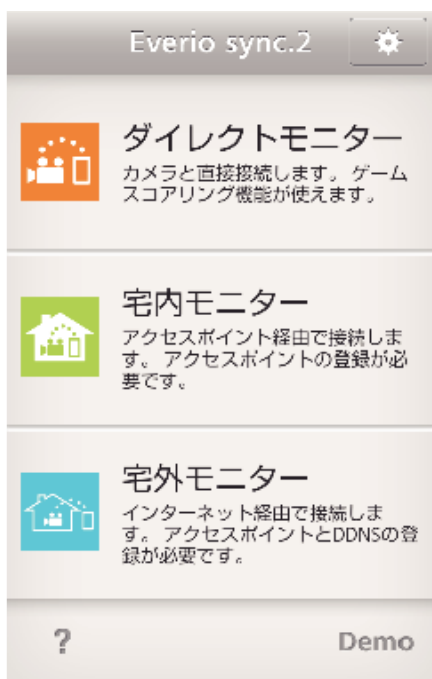 Everio sync.2
ダイレクトモニター
カメラと直接接続します。ゲーム
スコアリング機能が使えます。
宅内モニター
アクセスポイント経由で接続しま
す。アクセスポイントの登録が必
要です。
宅外モニター
インターネット経由で接続しま
す。アクセスポイントとDDNSの登
録が必要です。
? Demo